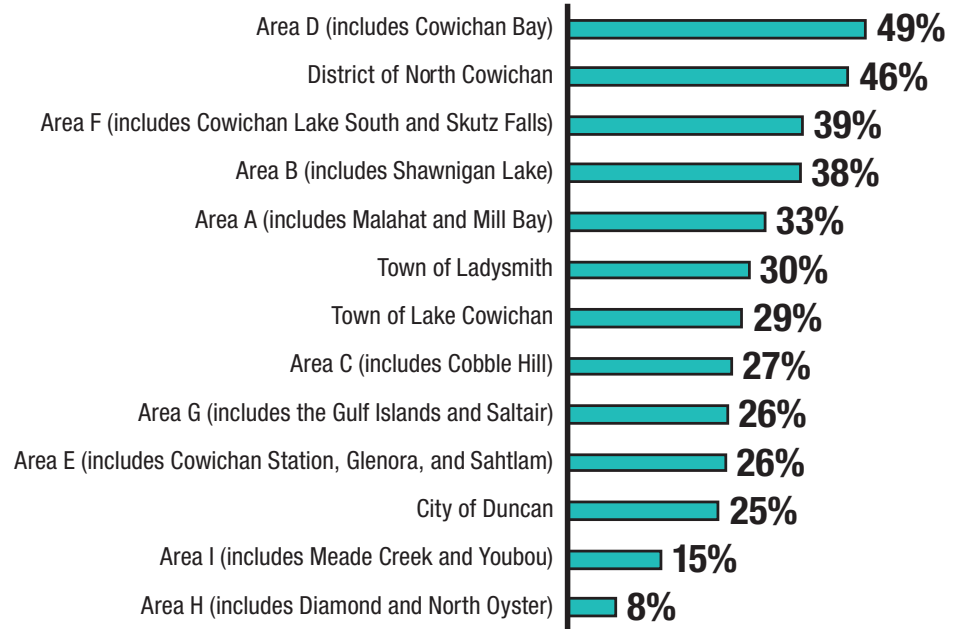 Area D (includes Cowichan Bay) 49%
District of North Cowichan 46%
Area F (includes Cowichan Lake South and Skutz Falls) 39%
Area B (includes Shawnigan Lake) 38%
Area A (includes Malahat and Mill Bay) 33%
Town of Ladysmith 30%
Town of Lake Cowichan 29%
Area C (includes Cobble Hill) 27%
Area G (includes the Gulf Islands and Saltair) 26%
Area E (includes Cowichan Station, Glenora, and Sahtlam) 26%
City of Duncan 25%
Area I (includes Meade Creek and Youbou) 15%
Area H (includes Diamond and North Oyster) 8%